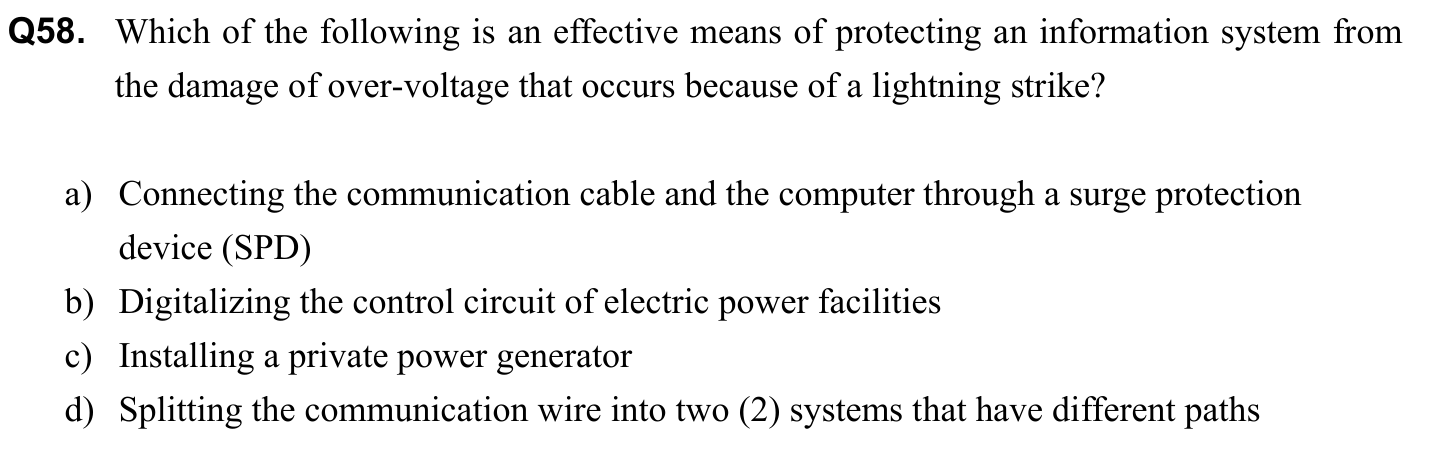 Q58. Which of the following is an effective means of protecting an information system from
the damage of over-voltage that occurs because of a lightning strike?
a) Connecting the communication cable and the computer through a surge protection
device (SPD)
b) Digitalizing the control circuit of electric power facilities
c) Installing a private power generator
d) Splitting the communication wire into two (2) systems that have different paths